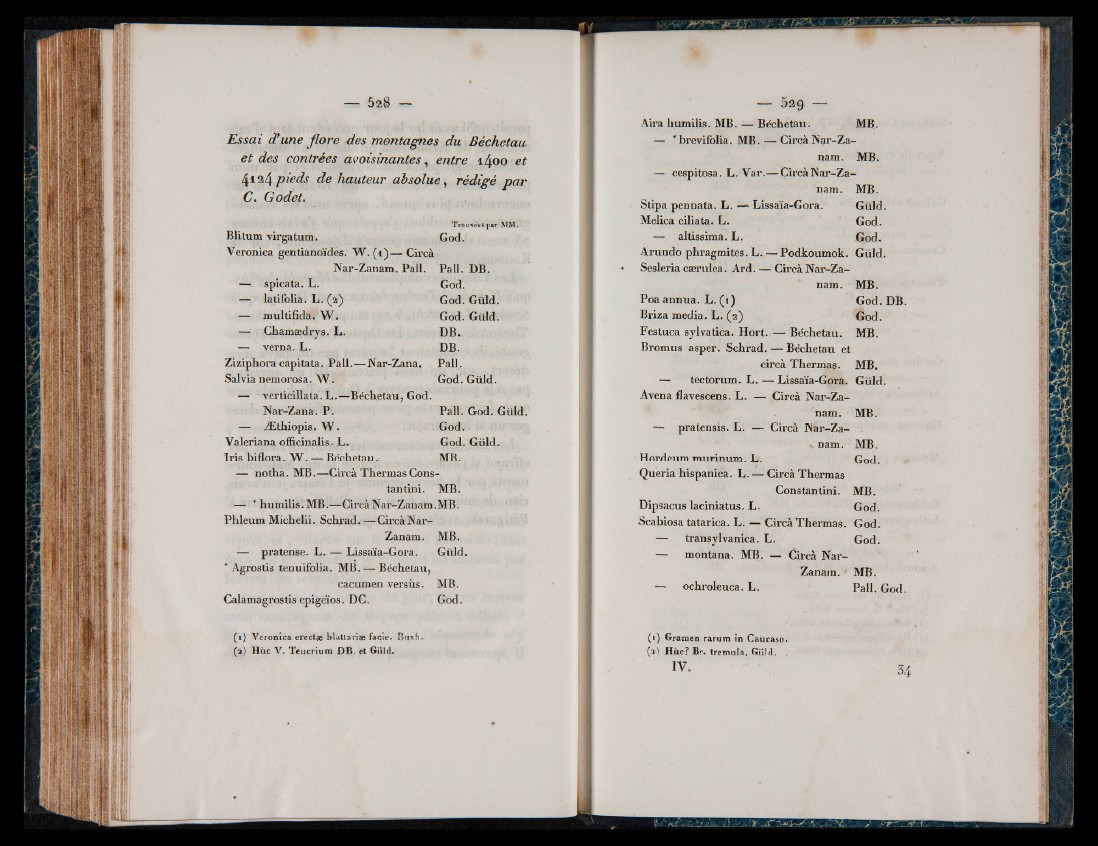 — 528 —
Essai d'une flore des montagnes du Béchetau
et des contrées avoisinantes, entre 1400 et
4124 pieds de hauteur absolue, rédigé par
C. Godet.
Trouvées par MM.
Blitum virgatum. God.
Veronica gentianoïdes. W. (1) — Circà
Nar-Zanam. Pall. Pall. DB.
— spicata. L. God.
— latifolia. L. (2) God. Güld.
— multifida. W. God. Güld.
— Chamædrys. L. DB.
— verna. L. DB.
Ziziphora capitata. Pall. — Nar-Zana. Pall.
Salvia nemorosa. W. God. Güld.
— verticillata. L. — Béchetau, God.
Nar-Zana. P. Pall. God. Güld.
— Æthiopis. W. God.
Valeriana officinalis. L. God. Güld.
Iris biflora. W. — Béchetau. MB.
— notha. MB. — Circà Thermas Cons-
tantini. MB.
— * humilis. MB. — Circà Nar-Zanam. MB.
Phleum Michelii. Schrad. — Circà Nar-
Zanam. MB.
— pratense. L. — Lissaïa-Gora. Güld.
* Agrostis tenuifolia. MB. — Béchetau,
cacumen versùs. MB.
Calamagrostis epigeïos. DC. God.
(1) Veronica erectæ blattariæ facie. Buxb.
(2) Hùc V. Teucrium DB. et Güld.
— 529 —
Aira humilis. MB. — Béchetau. MB.
— * brevifolia. MB. — Circà Nar-Za-
nam. MB.
— cespitosa. L. Var. — Circà Nar-Za-
nam. MB.
Stipa pennata. L. — Lissaïa-Gora. Güld.
Melica ciliata. L. God.
— altissima. L. God.
Arundo phragmites. L. — Podkoumok. Güld.
Sesleria cærulea. Ard. — Circà Nar-Za-
nam. MB.
Poa annua. L. (1) God. DB.
Briza media. L. (2) God.
Festuca sylvatica. Hort. — Béchetau. MB.
Bromus asper. Schrad. — Béchetau et
circà Thermas. MB.
— tectorum. L. — Lissaïa-Gora. Güld.
Avena flavescens. L. — Circà Nar-Za-
nam. MB.
— pratensis. L. — Circà Nar-Za-
nam. MB.
Hordeum murinum. L. God.
Queria hispanica. L. — Circà Thermas
Constantini. MB.
Dipsacus laciniatus. L. God.
Scabiosa tatarica. L. — Circà Thermas. God.
— transylvanica. L. God.
— montana. MB. — Circà Nar-
Zanam. MB.
— ochroleuca. L. Pall. God.
(1) Gramen rarum in Caucaso.
(2) Hùc? Br. tremula. Güld.
IV. 34